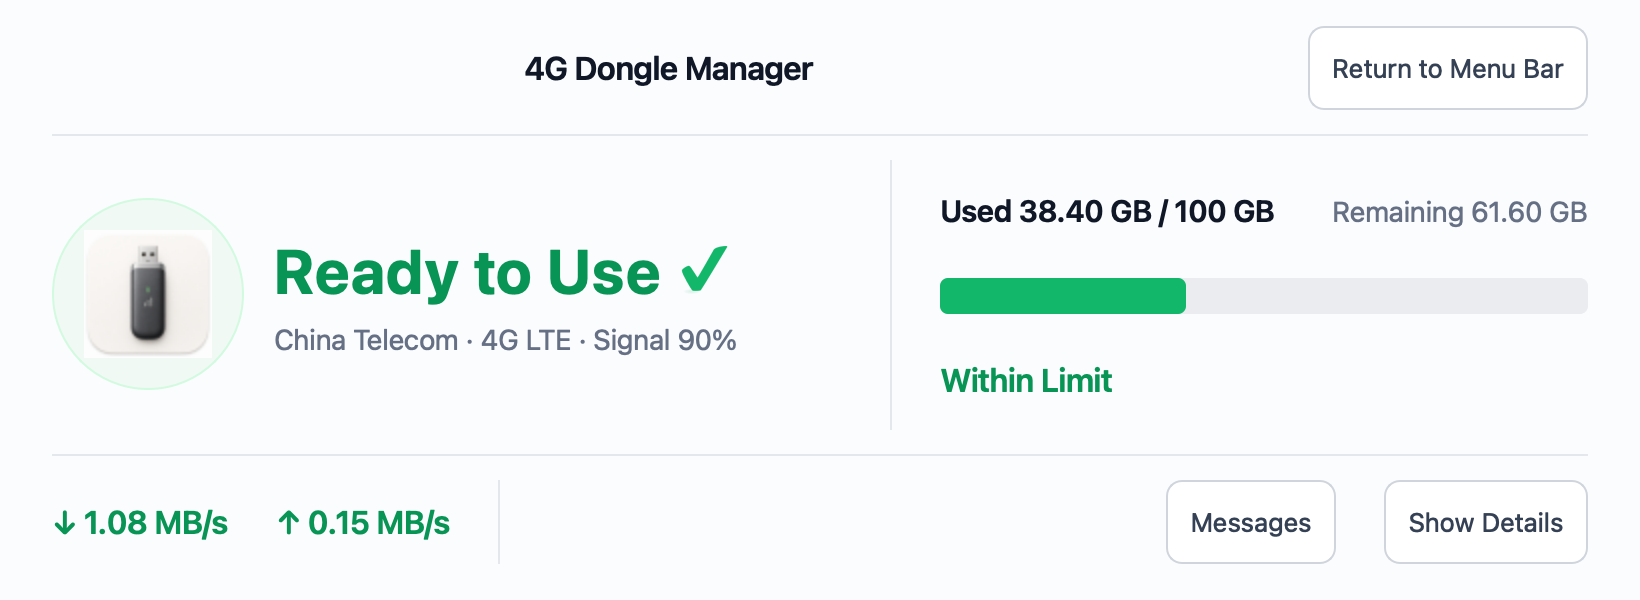 4G Dongle Manager
Return to Menu Bar
Ready to Use ✓
China Telecom · 4G LTE · Signal 90%
Used 38.40 GB / 100 GB
Remaining 61.60 GB
Within Limit
↓ 1.08 MB/s
↑ 0.15 MB/s
Messages
Show Details